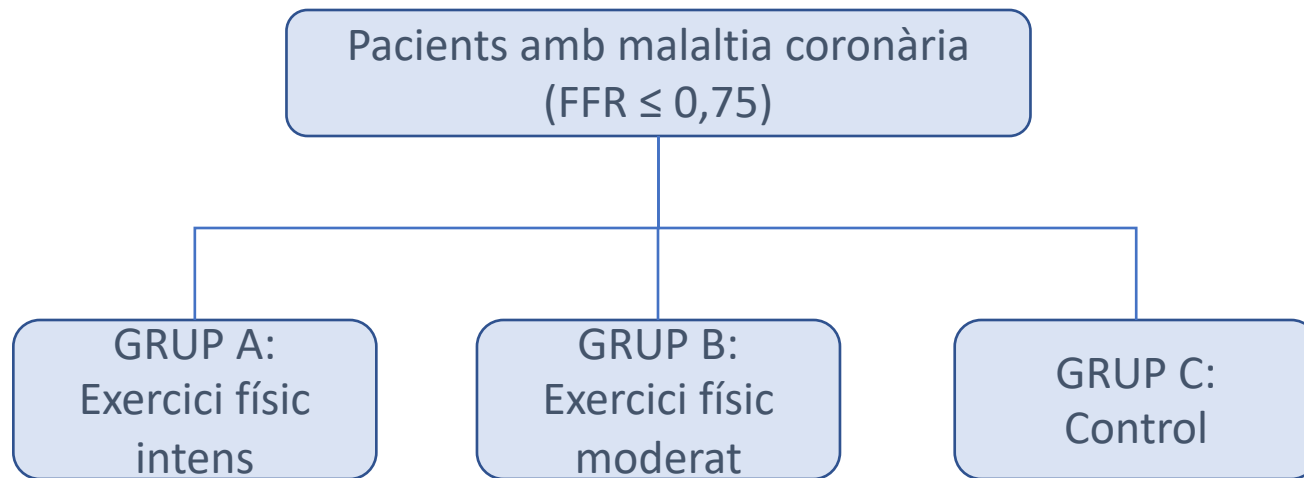 Pacients amb malaltia coronària
(FFR ≤ 0,75)
GRUP A:
Exercici físic
intens
GRUP B:
Exercici físic
moderat
GRUP C:
Control